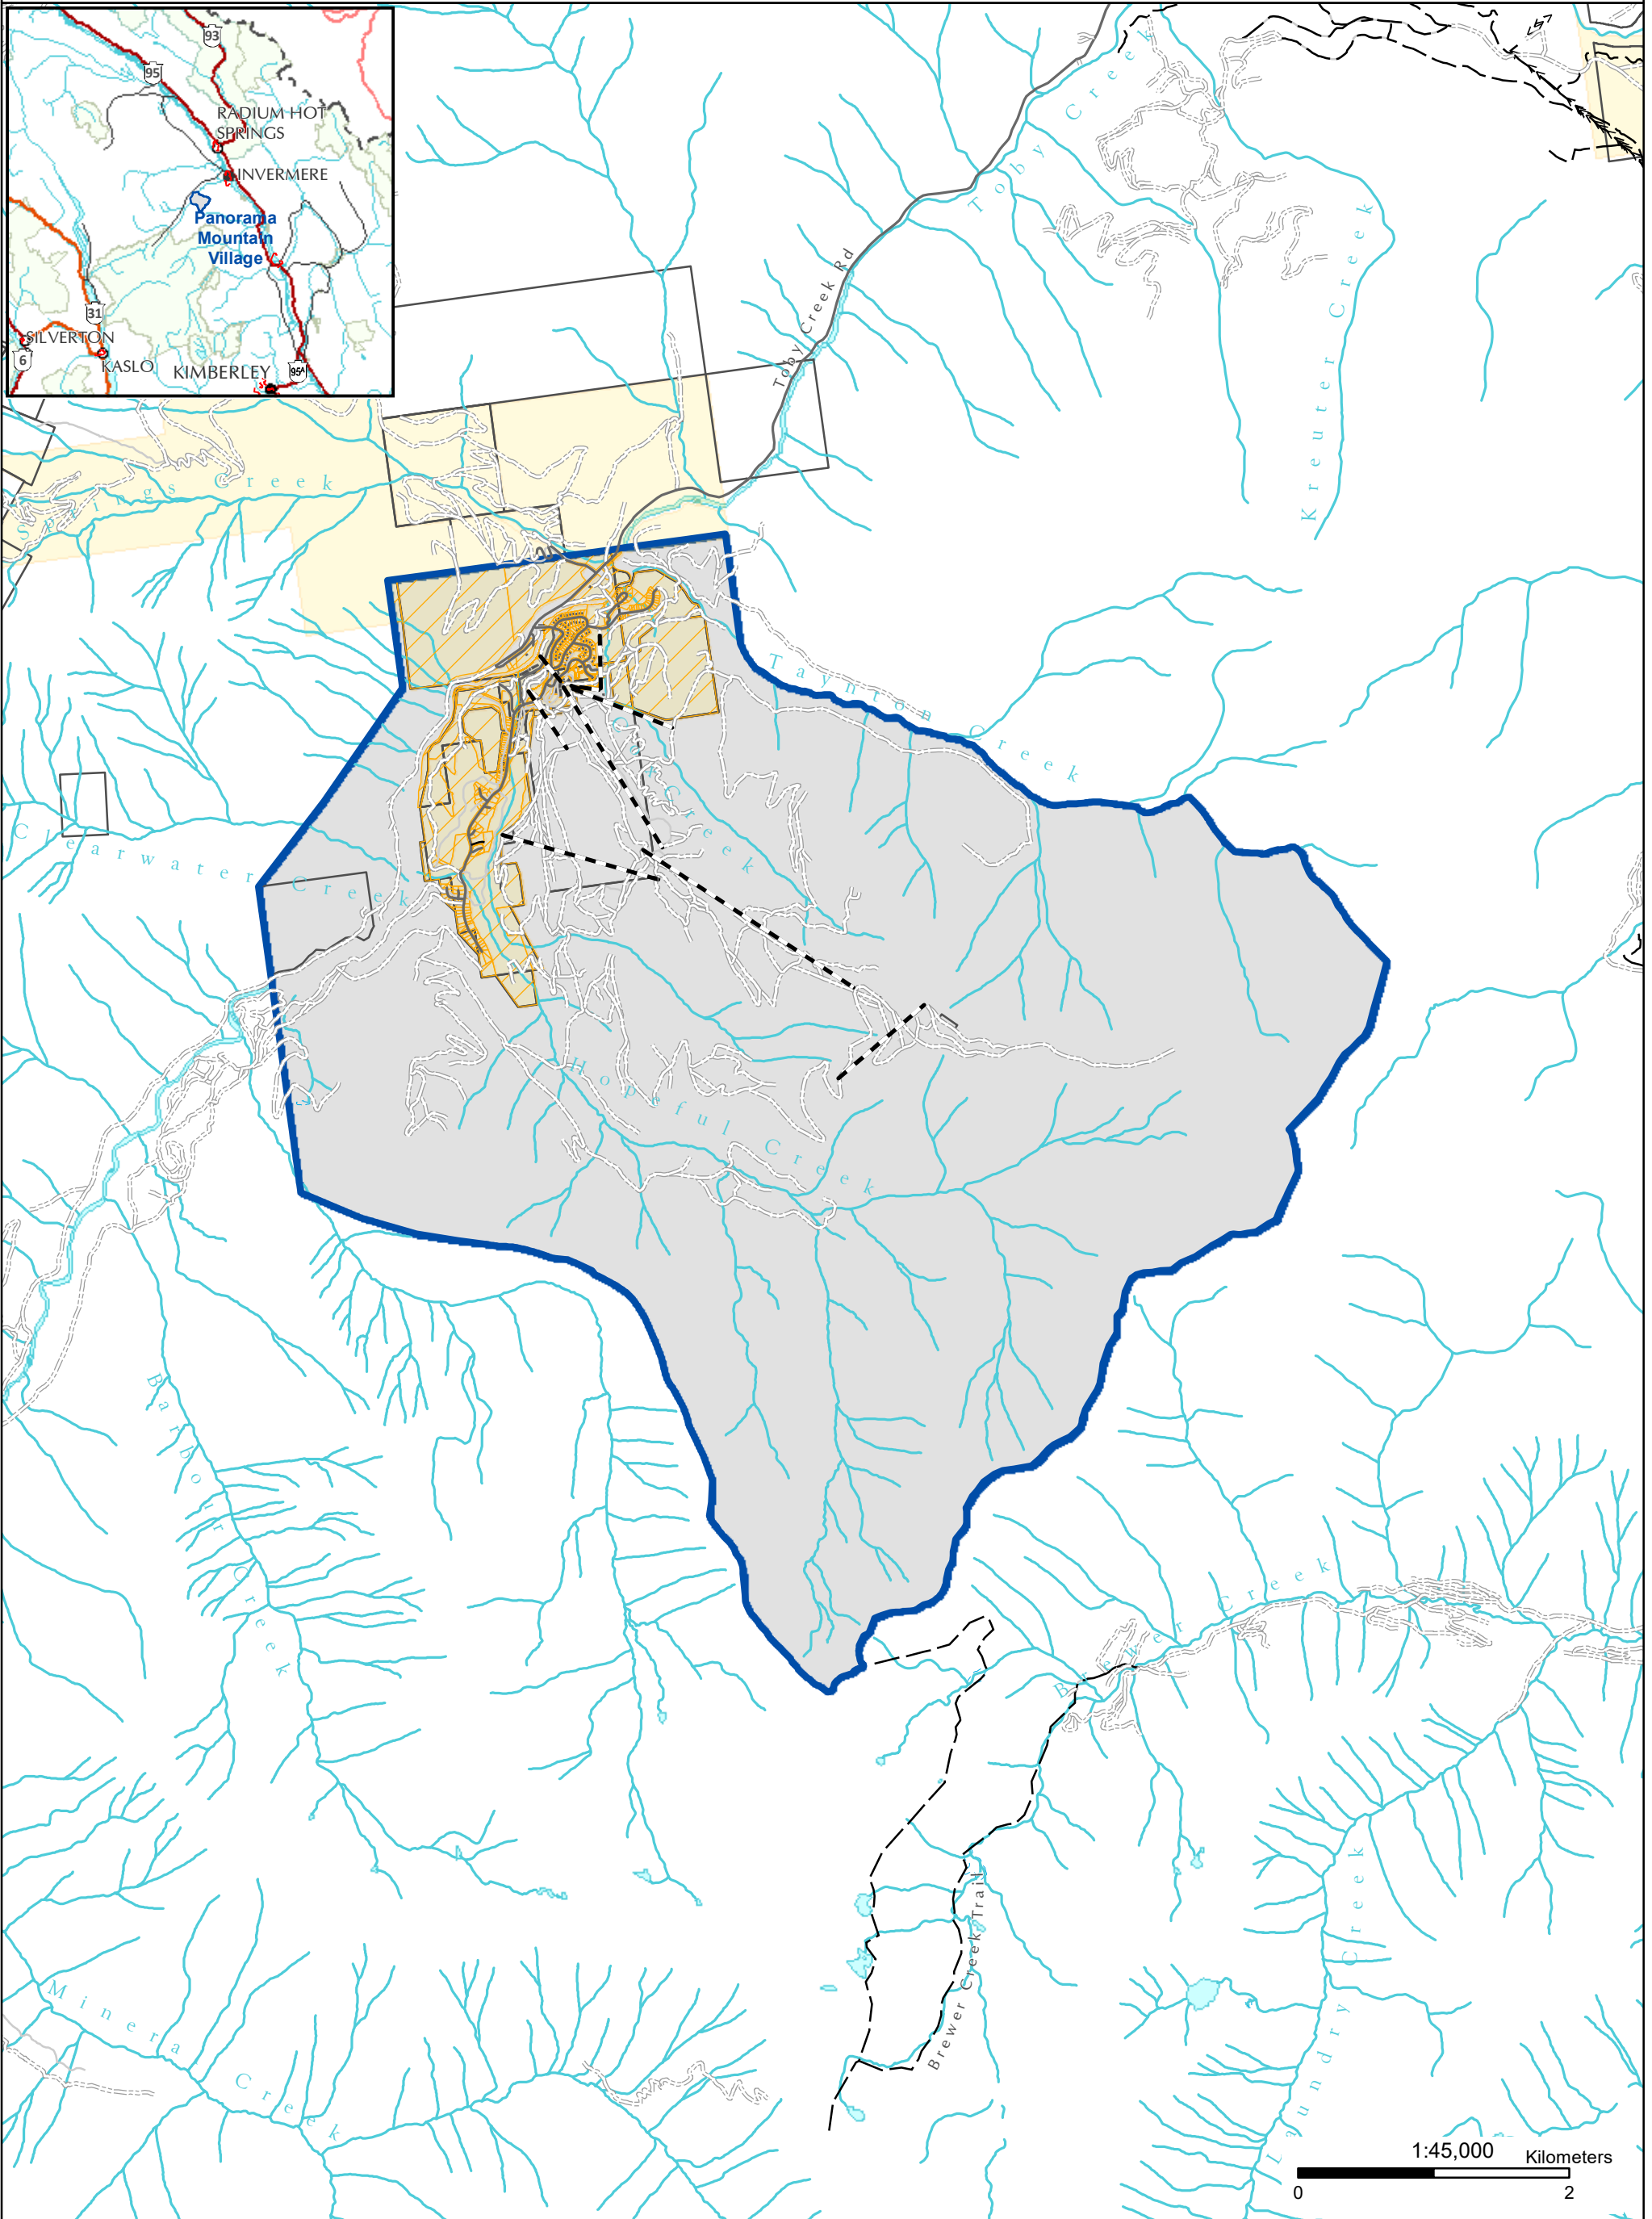 93
95
RADIUM HOT
SPRINGS
INVERMERE
Panorama
Mountain
Village
31
SILVERTON
6
KASLO
KIMBERLEY
95A
Toby Creek
Toby Creek Rd
Kreuter Creek
Springs Creek
Taynton Creek
Creek
Clearwater Creek
Hopeful Creek
Barbour Creek
Brewer Creek
Brewer Creek Trail
Mineral Creek
Laundry Creek
1:45,000
Kilometers
0
2